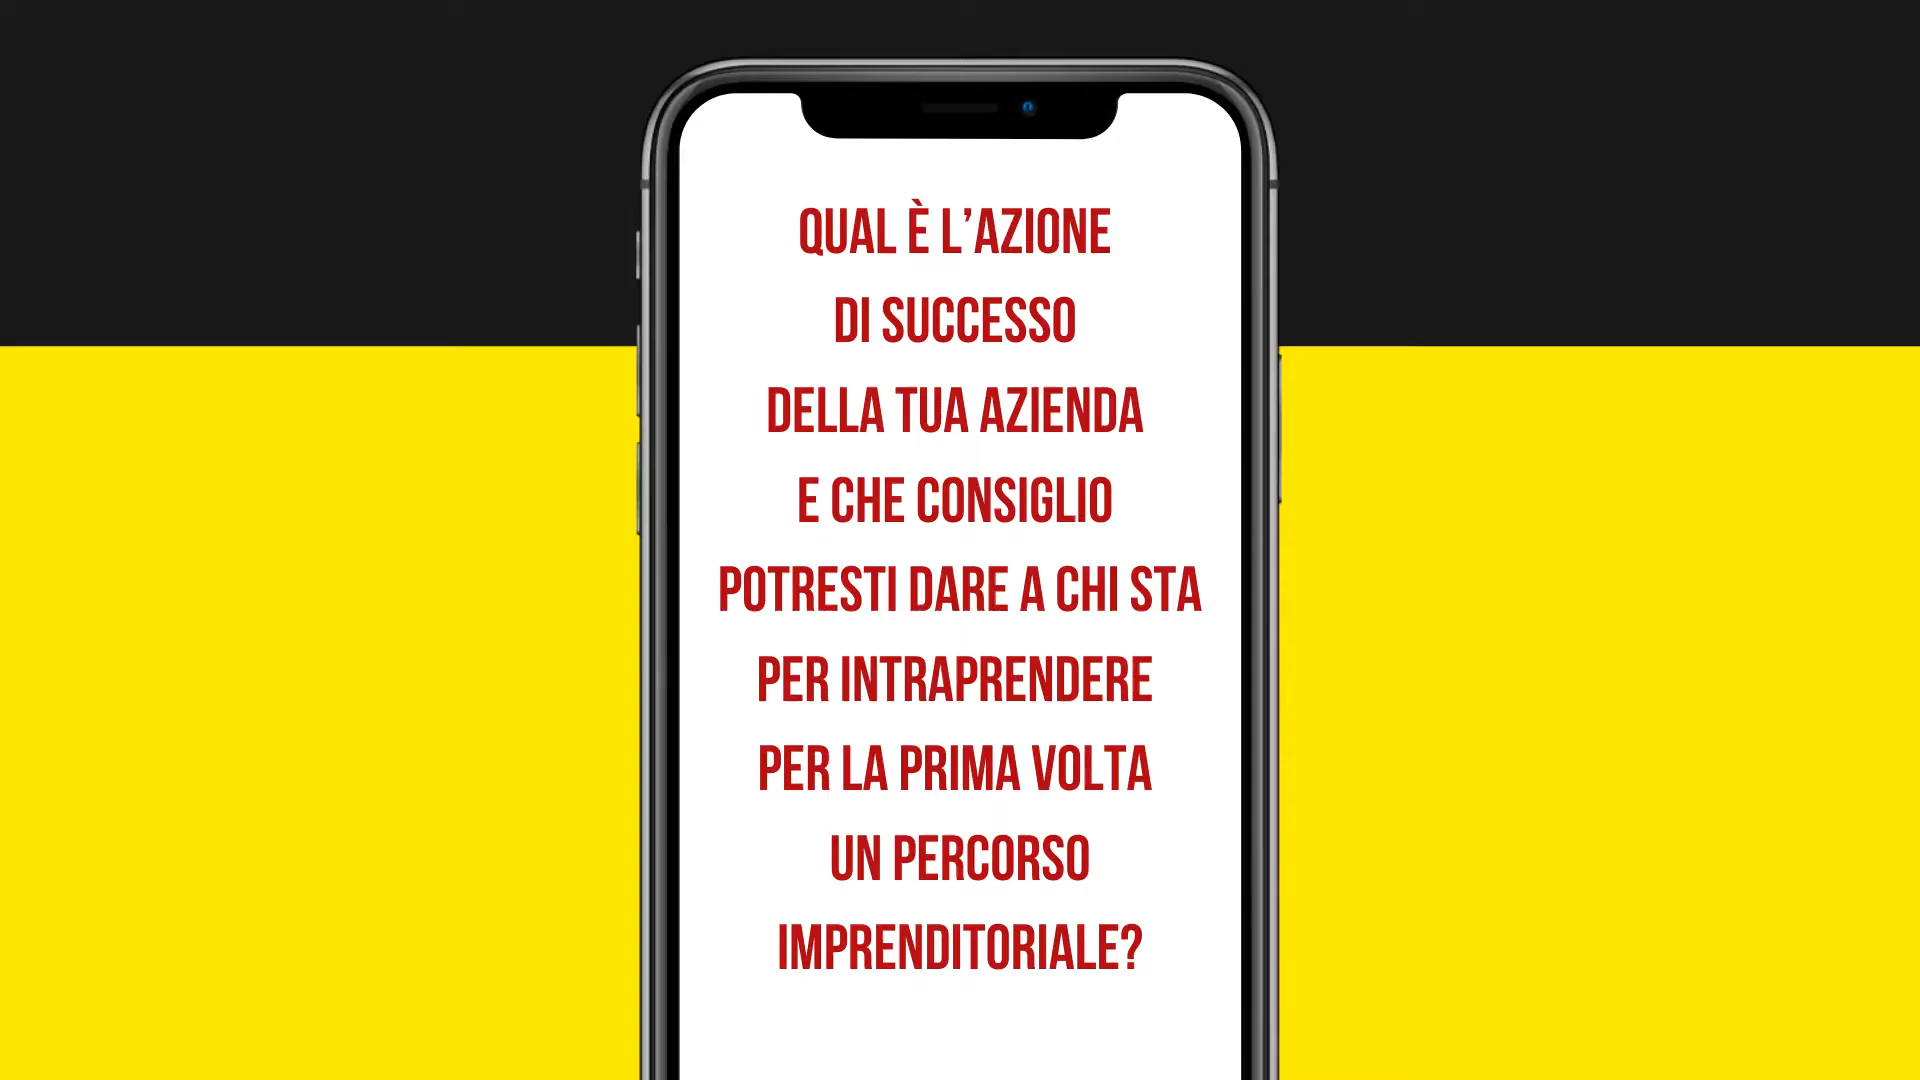 QUAL È L’AZIONE
DI SUCCESSO
DELLA TUA AZIENDA
E CHE CONSIGLIO
POTRESTI DARE A CHI STA
PER INTRAPRENDERE
PER LA PRIMA VOLTA
UN PERCORSO
IMPRENDITORIALE?